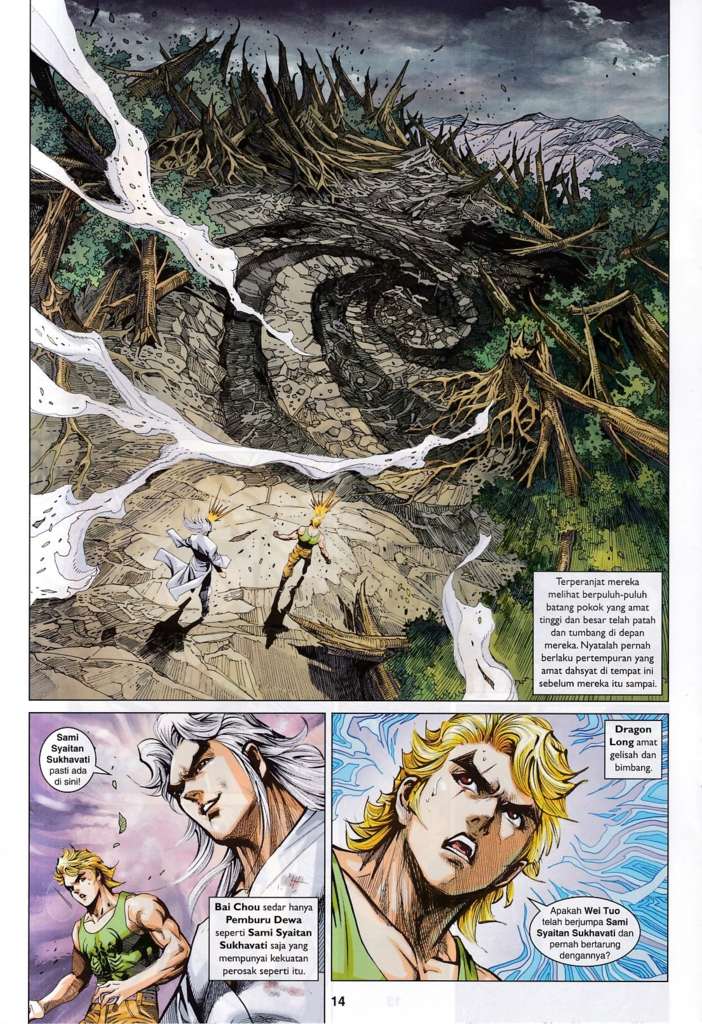 Terperanjat mereka
melihat berpuluh-puluh
batang pokok yang amat
tinggi dan besar telah patah
dan tumbang di depan
mereka. Nyatalah pernah
berlaku pertempuran yang
amat dahsyat di tempat ini
sebelum mereka itu sampai.
Sami
Syaitan
Sukhavati
pasti ada
di sini!
Bai Chou sedar hanya
Pemburu Dewa
seperti Sami Syaitan
Sukhavati saja yang
mempunyai kekuatan
perosak seperti itu.
Dragon
Long amat
gelisah dan
bimbang.
Apakah Wei Tuo
telah berjumpa Sami
Syaitan Sukhavati dan
pernah bertarung
dengannya?
14